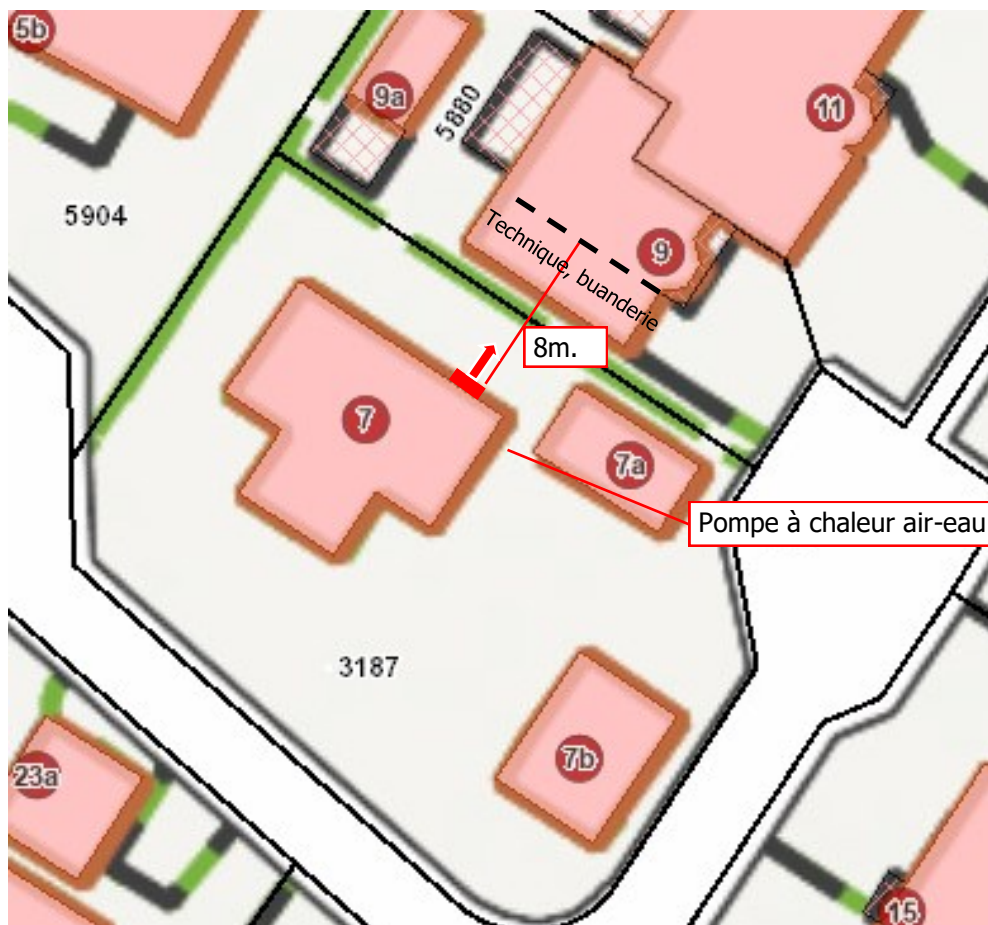 5b
9a
5880
11
5904
Technique, buanderie
9
8m.
7
7a
Pompe à chaleur air-eau
3187
7b
23a
15